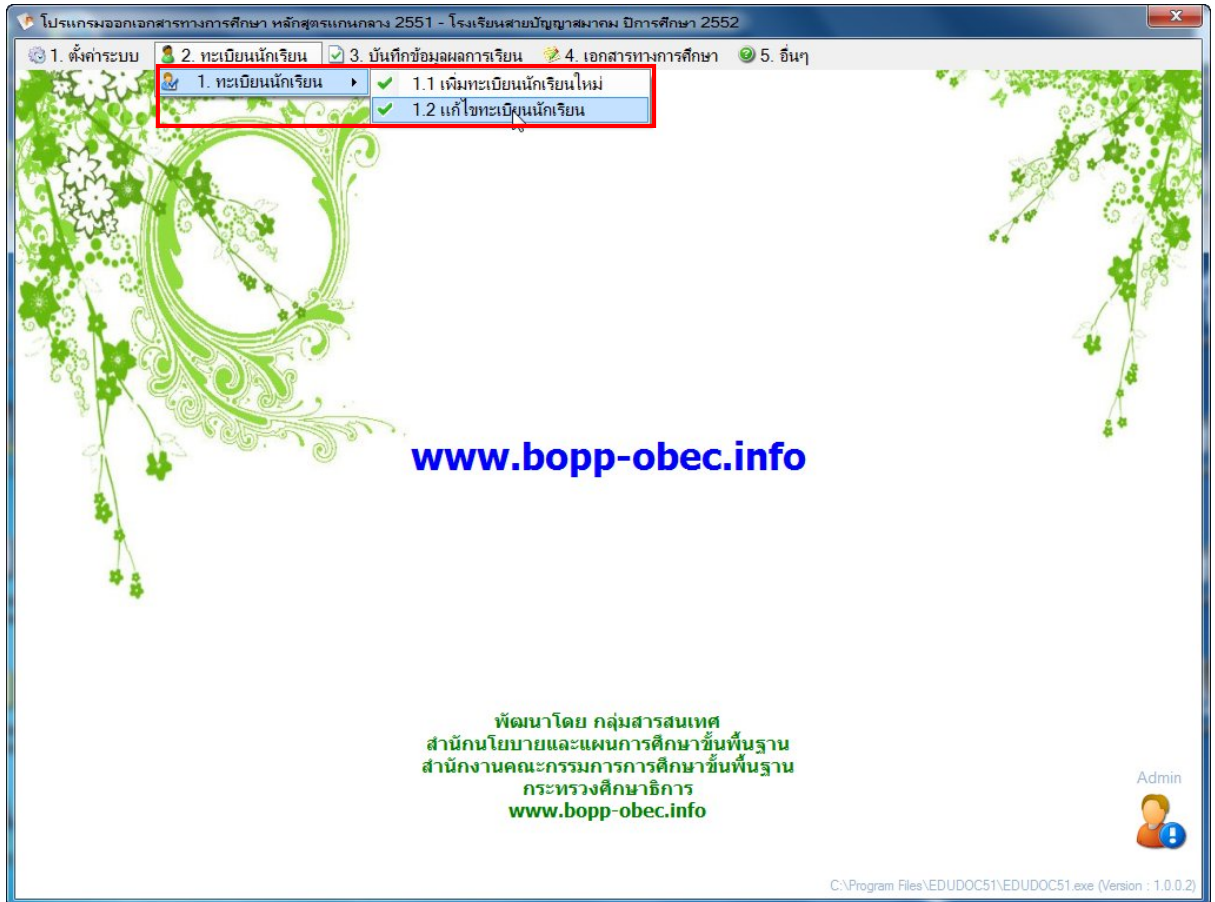 โปรแกรมออกเอกสารทางการศึกษา หลักสูตรแกนกลาง 2551 - โรงเรียนสายปัญญาสมาคม ปีการศึกษา 2552
1. ตั้งค่าระบบ 2. ทะเบียนนักเรียน 3. บันทึกข้อมูลผลการเรียน 4. เอกสารทางการศึกษา 5. อื่นๆ
1. ทะเบียนนักเรียน 1.1 เพิ่มทะเบียนนักเรียนใหม่
1.2 แก้ไขทะเบียนนักเรียน
www.bopp-obec.info
พัฒนาโดย กลุ่มสารสนเทศ
สำนักนโยบายและแผนการศึกษาขั้นพื้นฐาน
สำนักงานคณะกรรมการการศึกษาขั้นพื้นฐาน
กระทรวงศึกษาธิการ
www.bopp-obec.info
Admin
C:\Program Files\EDUDOC51\EDUDOC51.exe (Version : 1.0.0.2)